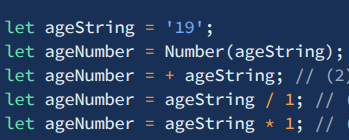 let ageString = '19';
let ageNumber = Number(ageString);
let ageNumber = + ageString; // (2)
let ageNumber = ageString / 1; // (
let ageNumber = ageString * 1; // (